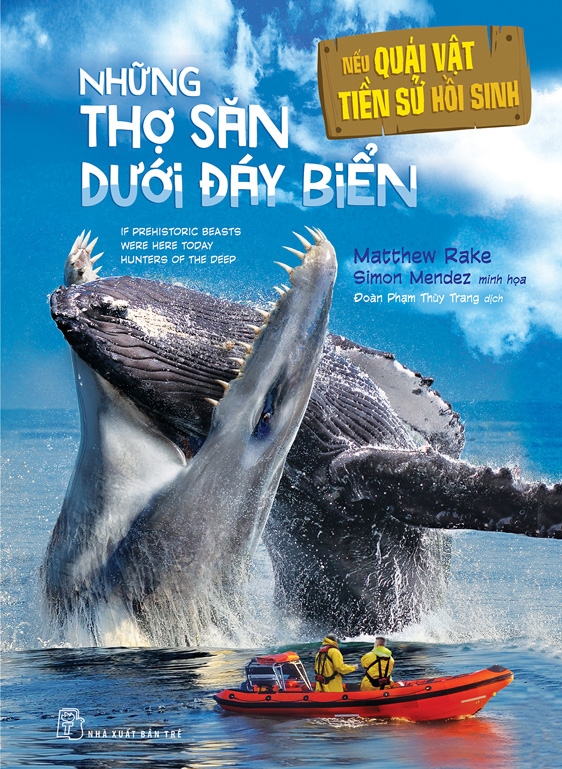 NẾU QUÁI VẬT
TIỀN SỬ HỒI SINH
NHỮNG
THỢ SĂN
DƯỚI ĐÁY BIỂN
IF PREHISTORIC BEASTS
WERE HERE TODAY
HUNTERS OF THE DEEP
Matthew Rake
Simon Mendez minh họa
Đoàn Phạm Thùy Trang dịch
NHÀ XUẤT BẢN TRẺ